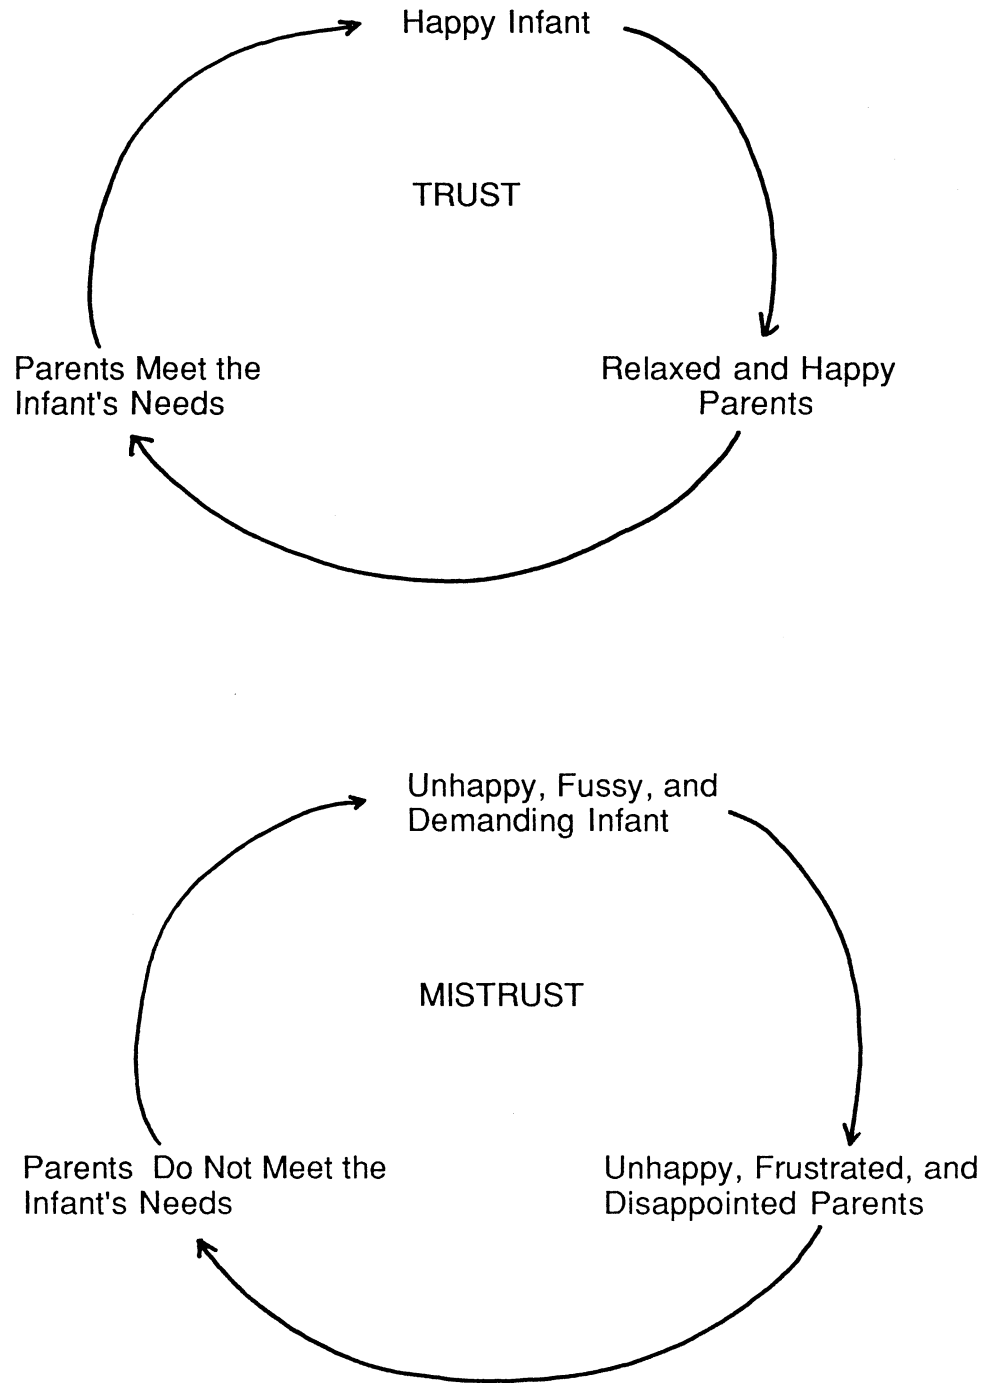 Happy Infant
TRUST
Parents Meet the
Infant's Needs
Relaxed and Happy
Parents
Unhappy, Fussy, and
Demanding Infant
MISTRUST
Parents Do Not Meet the
Infant's Needs
Unhappy, Frustrated, and
Disappointed Parents